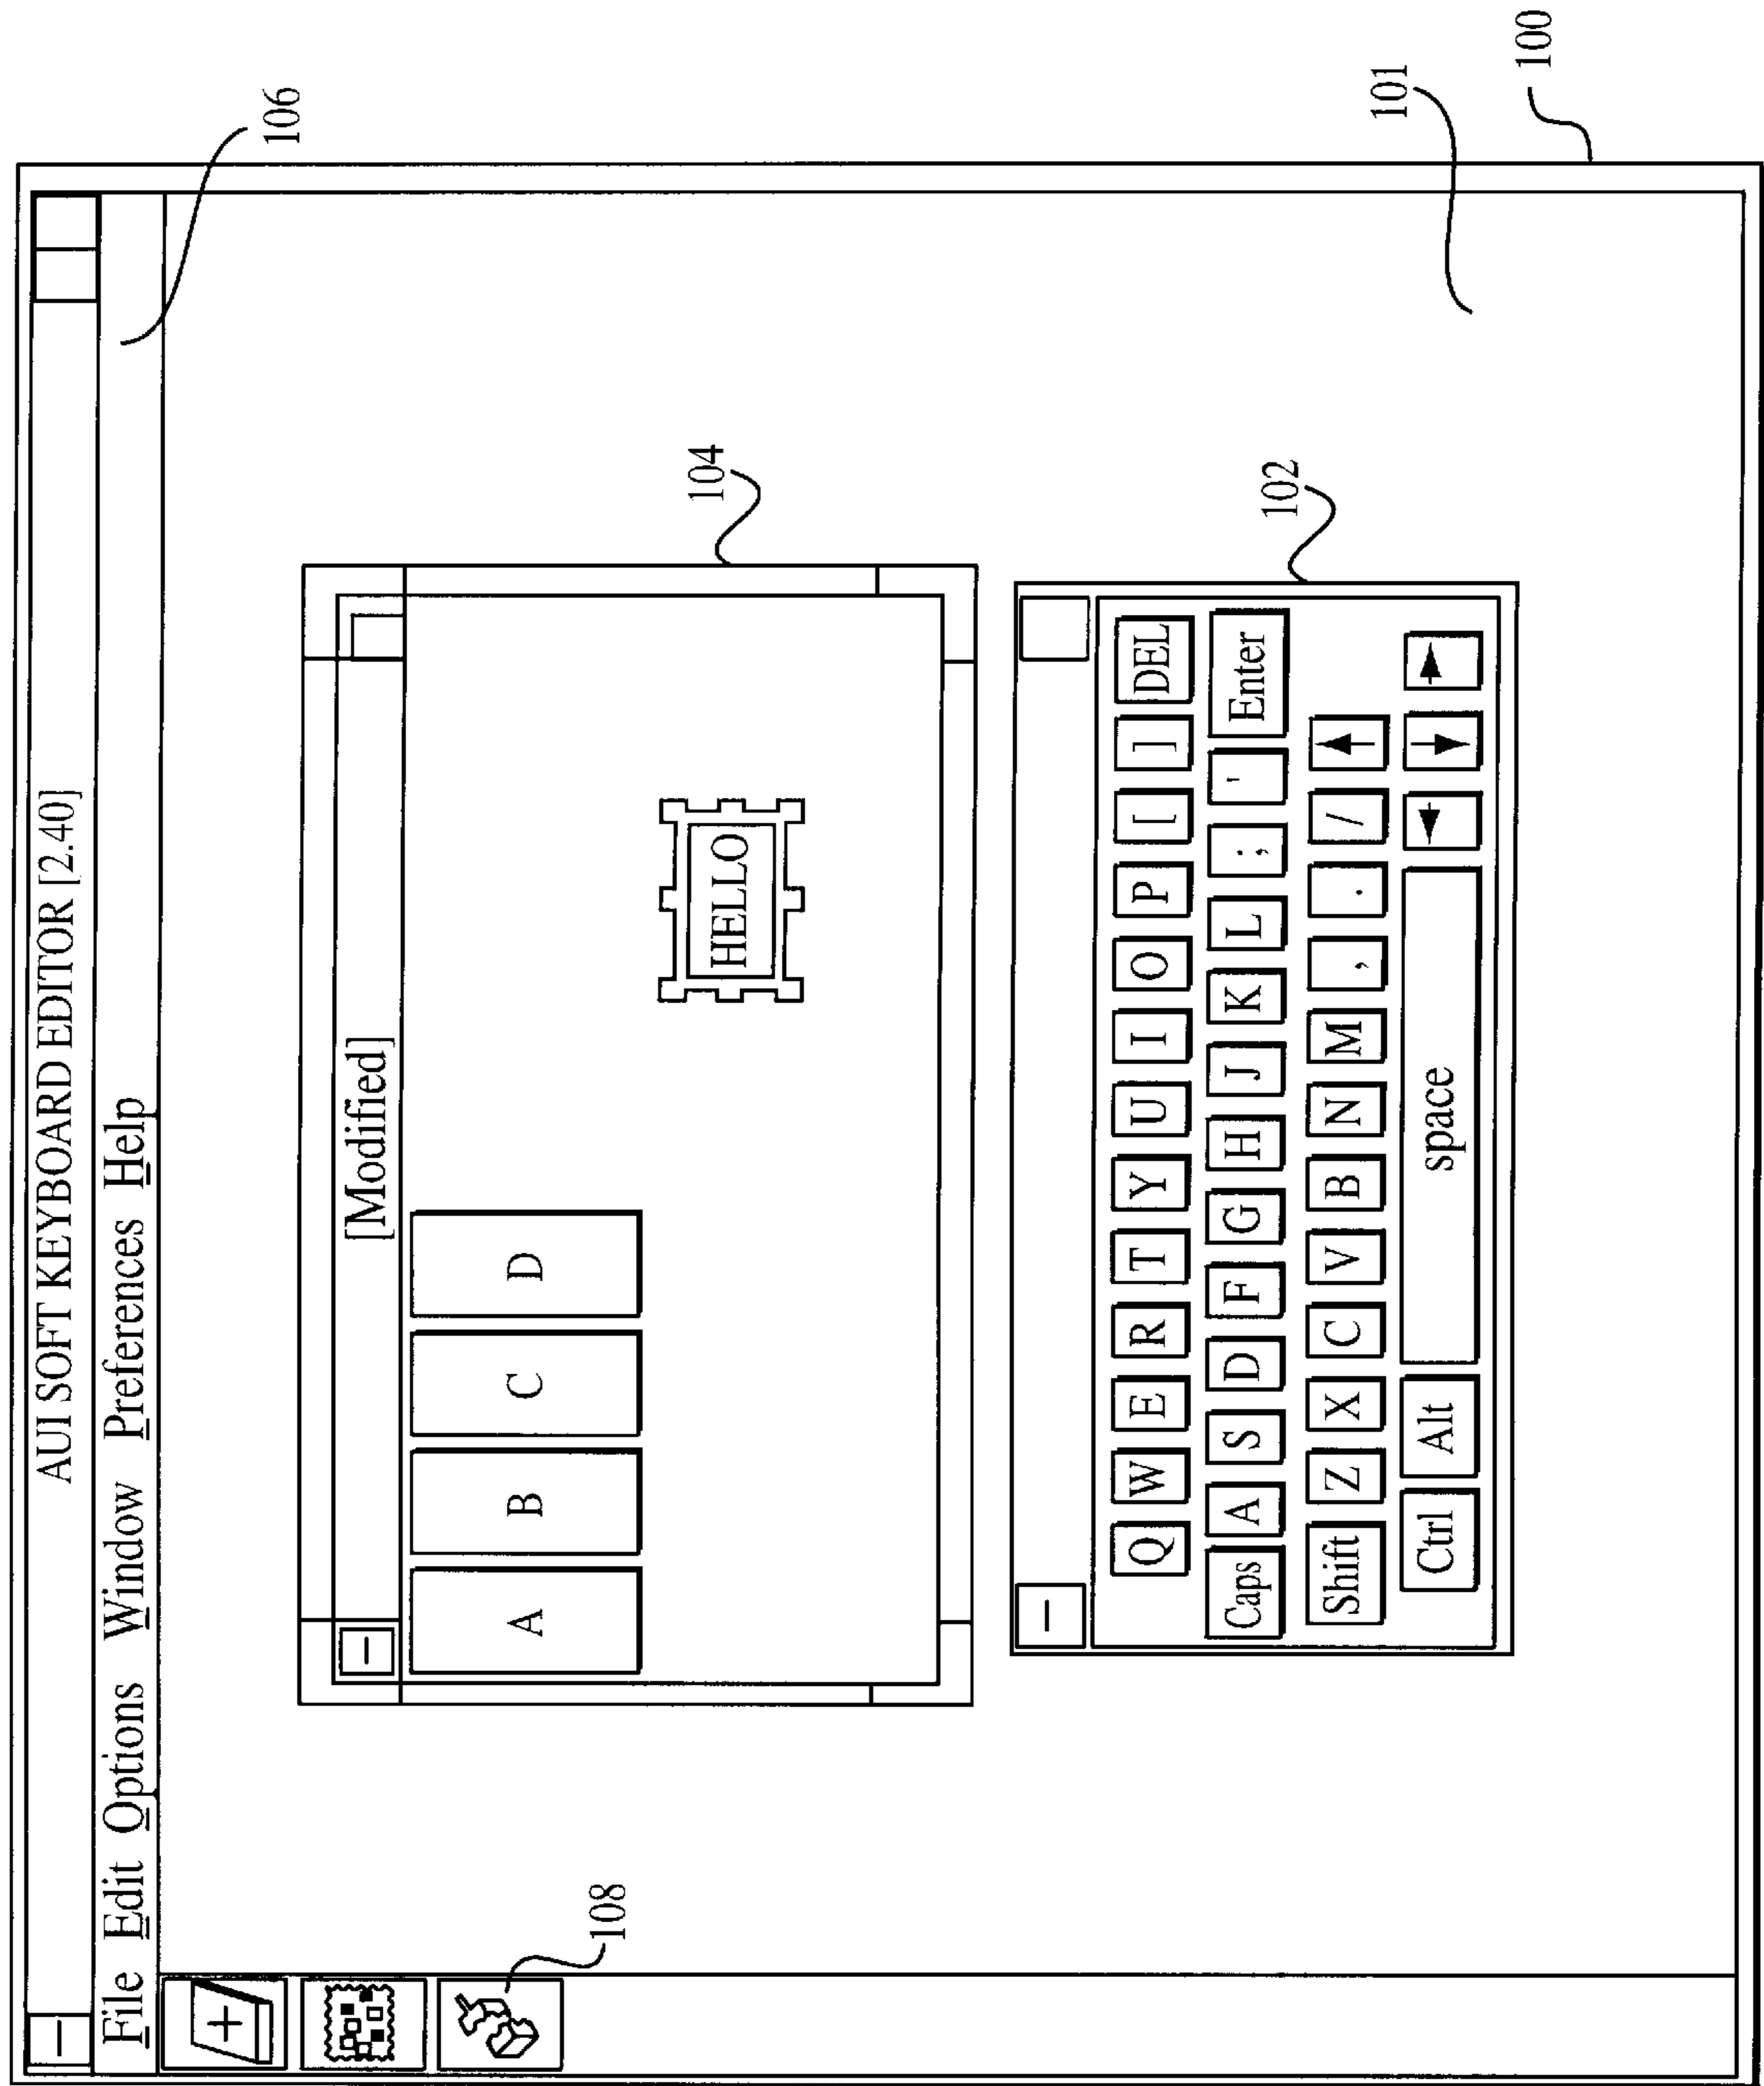 AUI SOFT KEYBOARD EDITOR [2.40]
File Edit Options Window Preferences Help
106
108
[Modified]
A B C D
HELLO
104
102
Q W E R T Y U I O P [ ] DEL
Caps A S D F G H J K L ; ' Enter
Shift Z X C V B N M , . /
Ctrl Alt space
101
100